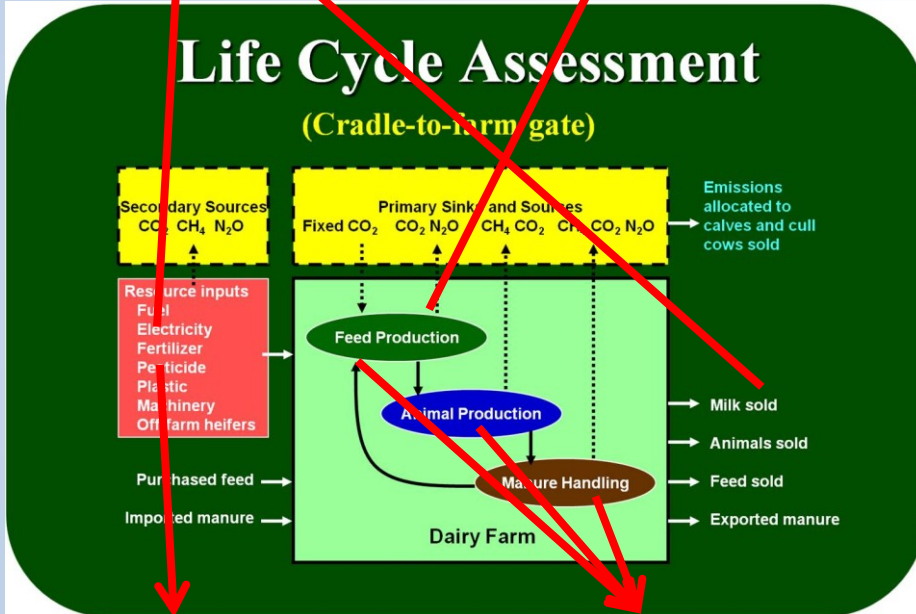 Life Cycle Assessment
(Cradle-to-farm gate)
Secondary Sources
CO₂ CH₄ N₂O
Primary Sinks and Sources
Fixed CO₂ CO₂ N₂O CH₄ CO₂ CH₄ CO₂ N₂O
Emissions
allocated to
calves and cull
cows sold
Resource inputs
Fuel
Electricity
Fertilizer
Pesticide
Plastic
Machinery
Off farm heifers
Purchased feed
Imported manure
Feed Production
Animal Production
Manure Handling
Dairy Farm
Milk sold
Animals sold
Feed sold
Exported manure